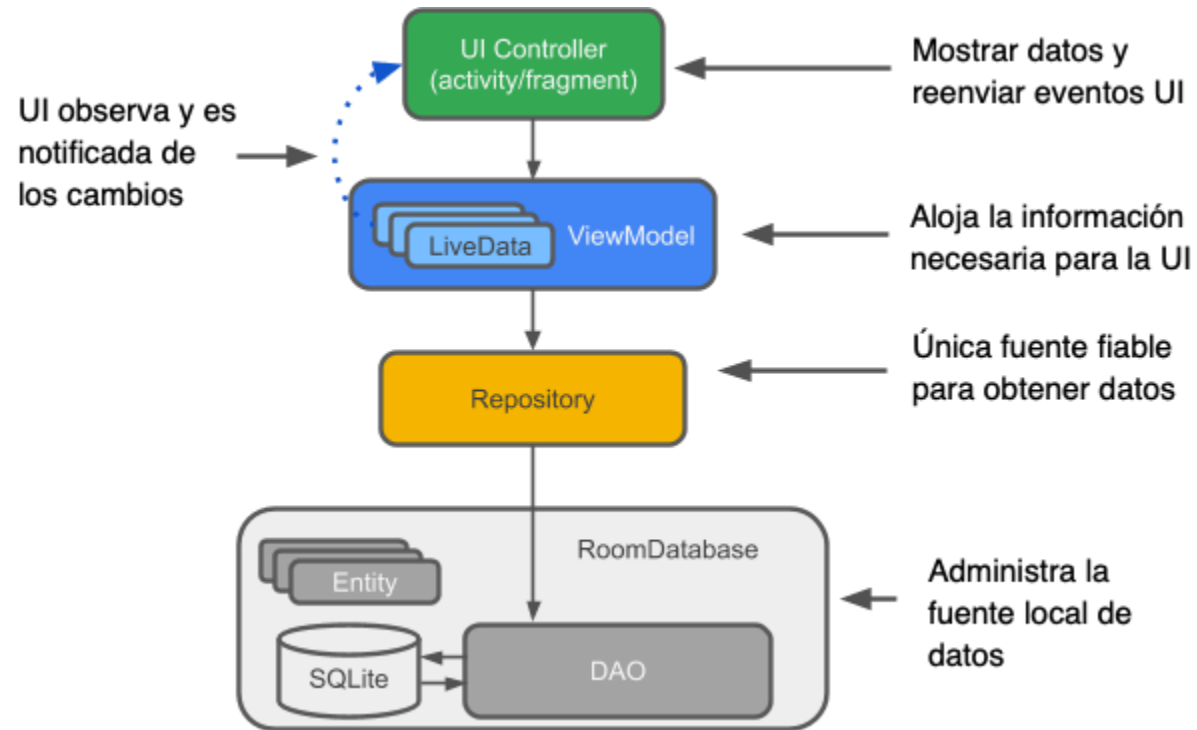 UI Controller
(activity/fragment)
Mostrar datos y
reenviar eventos UI
UI observa y es
notificada de
los cambios
LiveData
ViewModel
Aloja la información
necesaria para la UI
Repository
Única fuente fiable
para obtener datos
RoomDatabase
Entity
SQLite
DAO
Administra la
fuente local de
datos